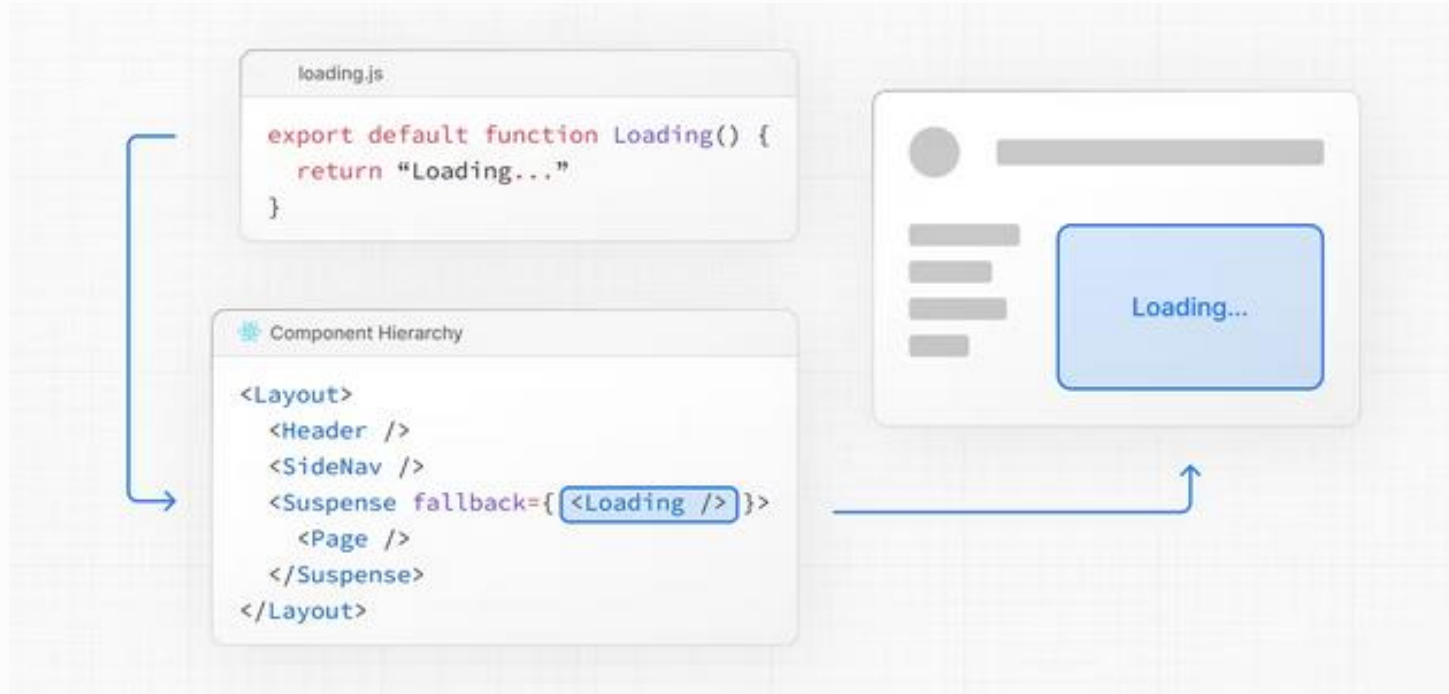 loading.js
export default function Loading() {
return “Loading...”
}
Component Hierarchy
<Layout>
<Header />
<SideNav />
<Suspense fallback={ <Loading /> }>
<Page />
</Suspense>
</Layout>
Loading...